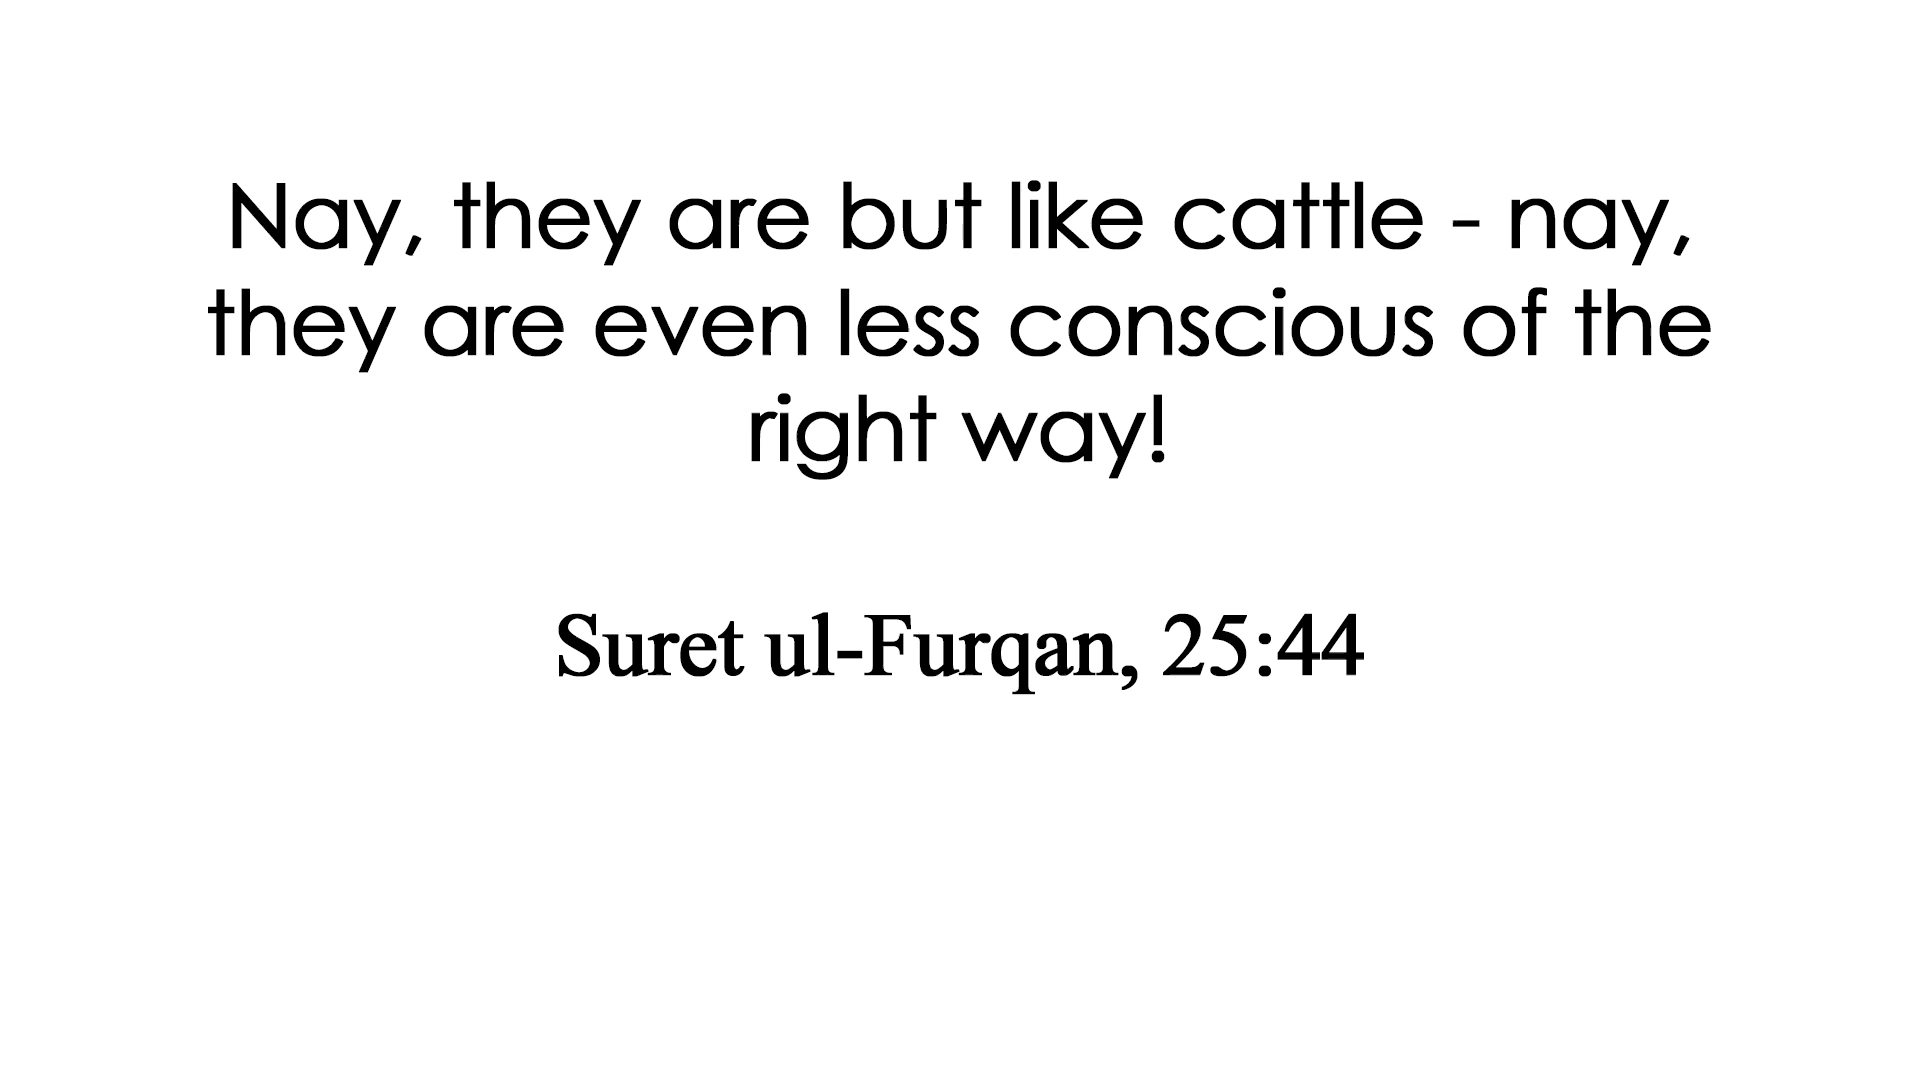 Nay, they are but like cattle - nay,
they are even less conscious of the
right way!
Suret ul-Furqan, 25:44